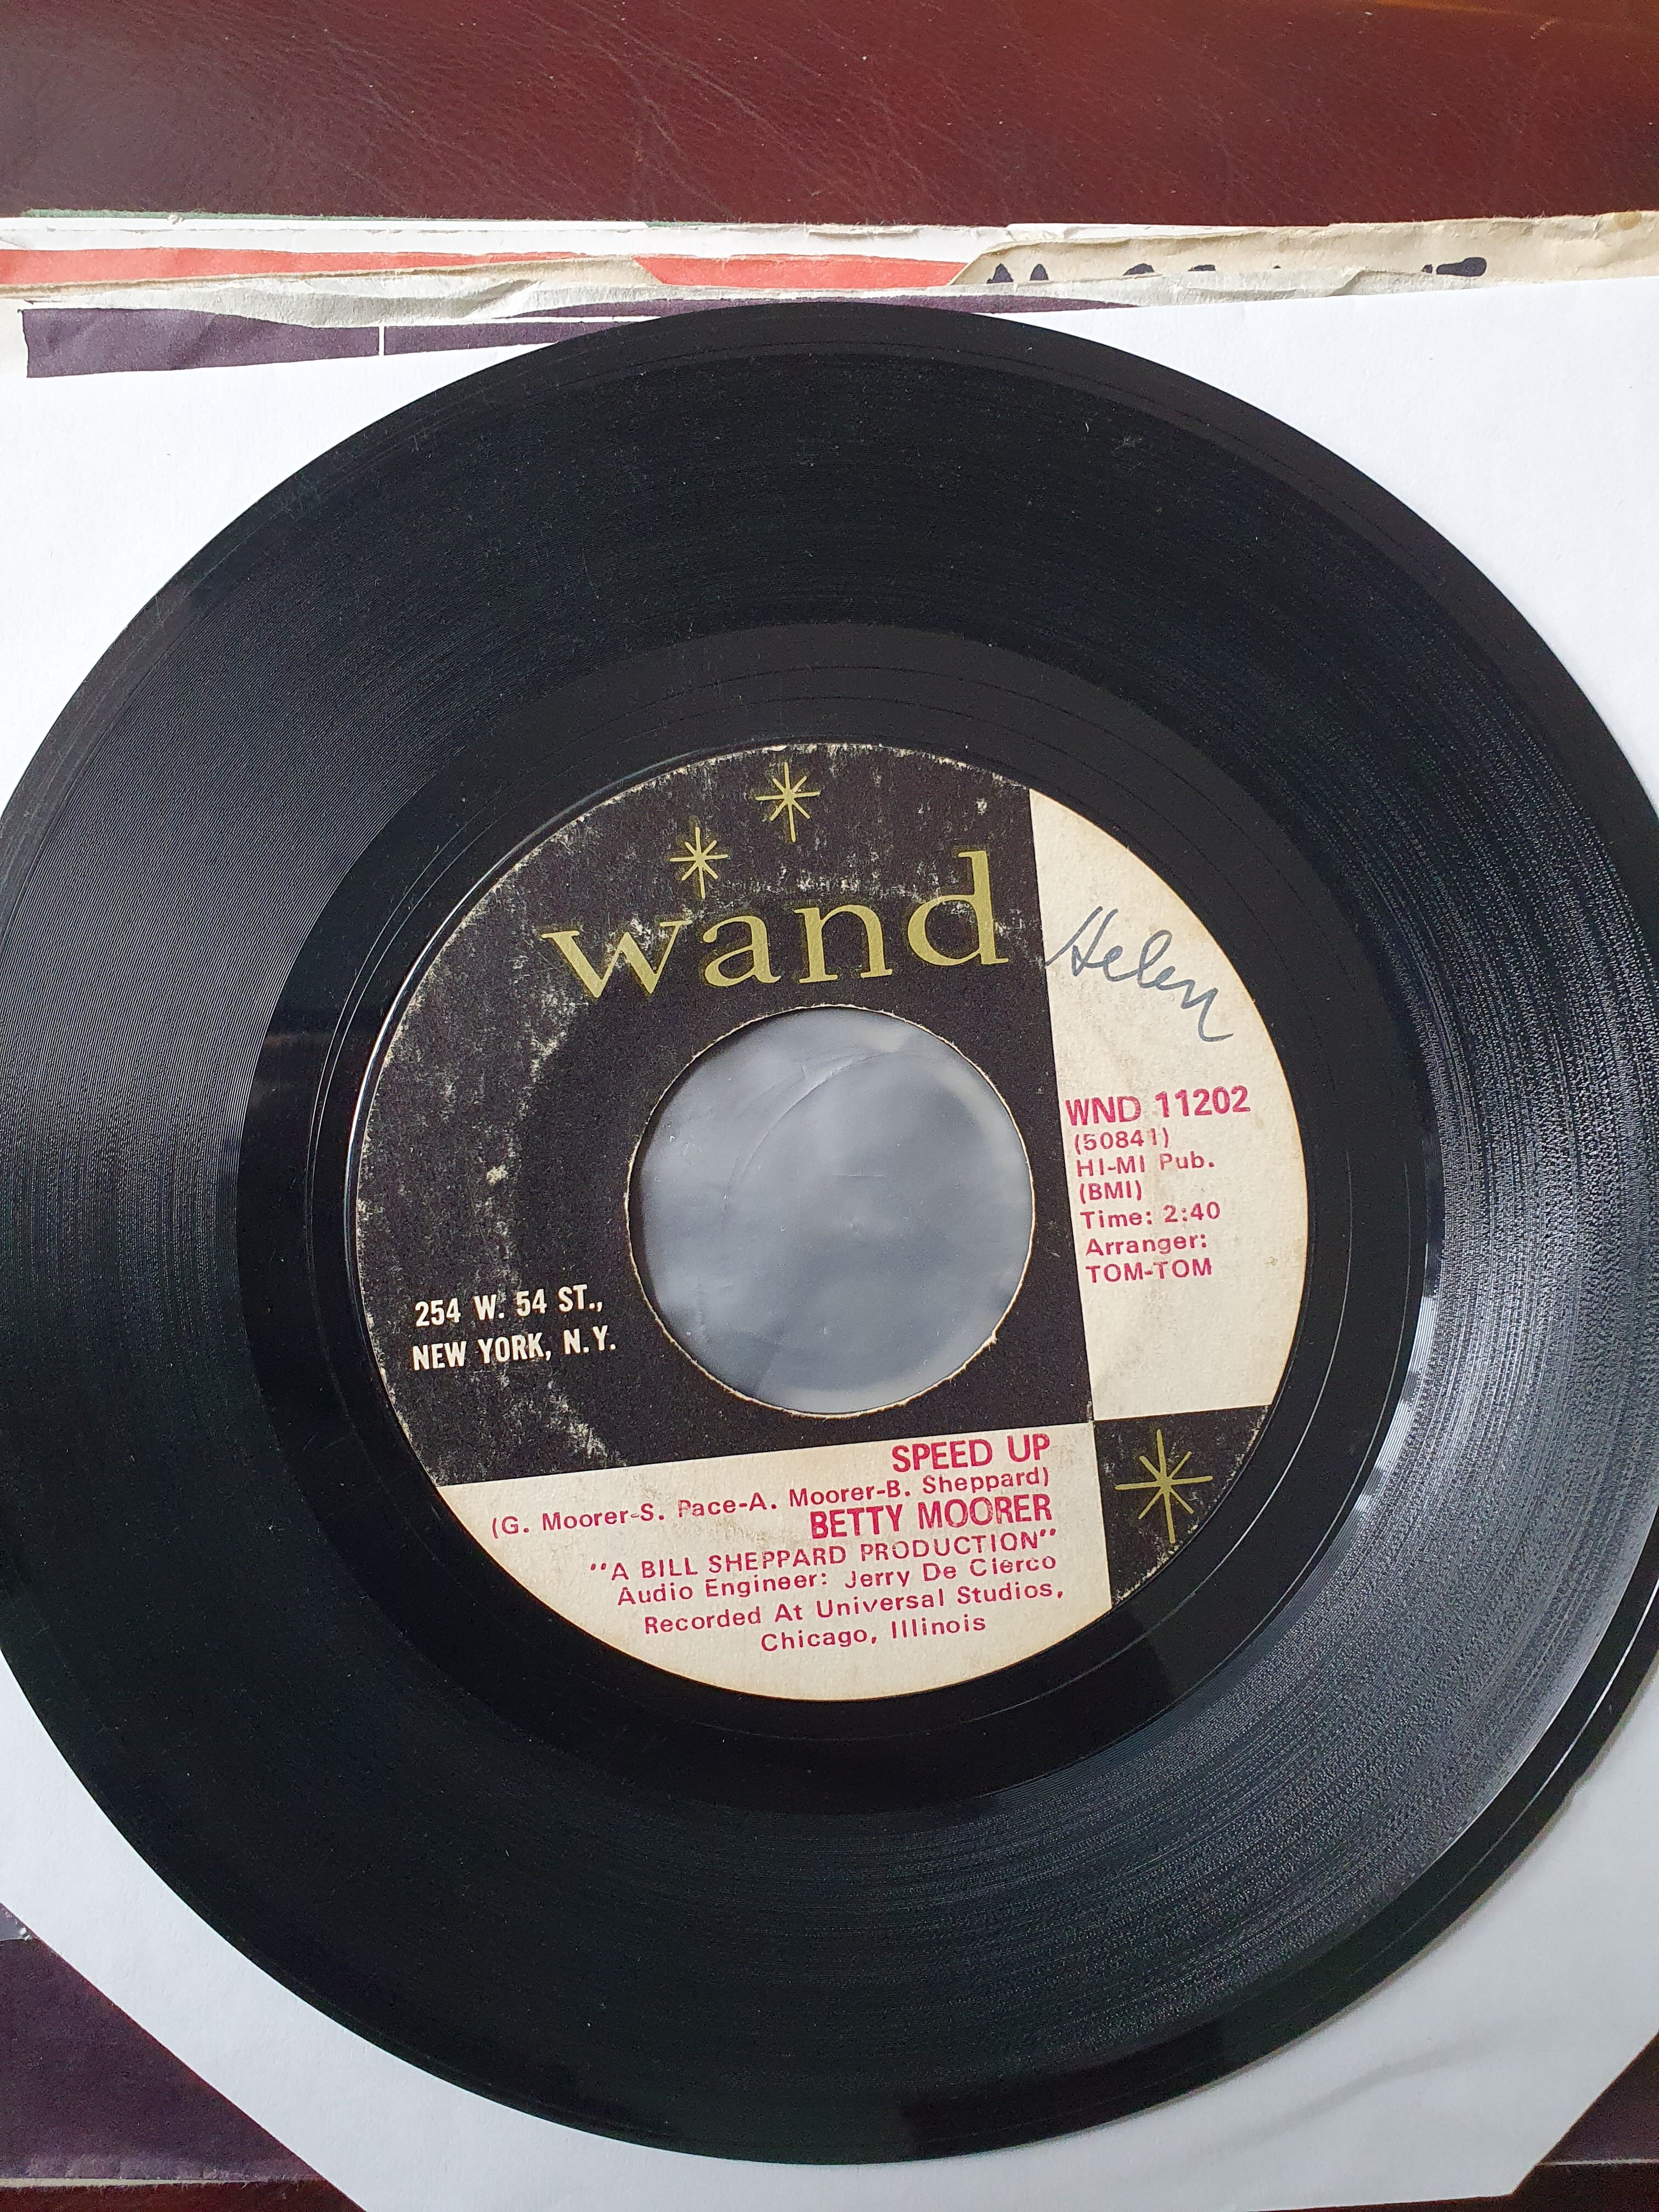 wand
Helen
WND 11202
(50841)
HI-MI Pub.
(BMI)
Time: 2:40
Arranger:
TOM-TOM
254 W. 54 ST.,
NEW YORK, N.Y.
SPEED UP
(G. Moorer-S. Pace-A. Moorer-B. Sheppard)
BETTY MOORER
"A BILL SHEPPARD PRODUCTION"
Audio Engineer: Jerry De Clerco
Recorded At Universal Studios,
Chicago, Illinois